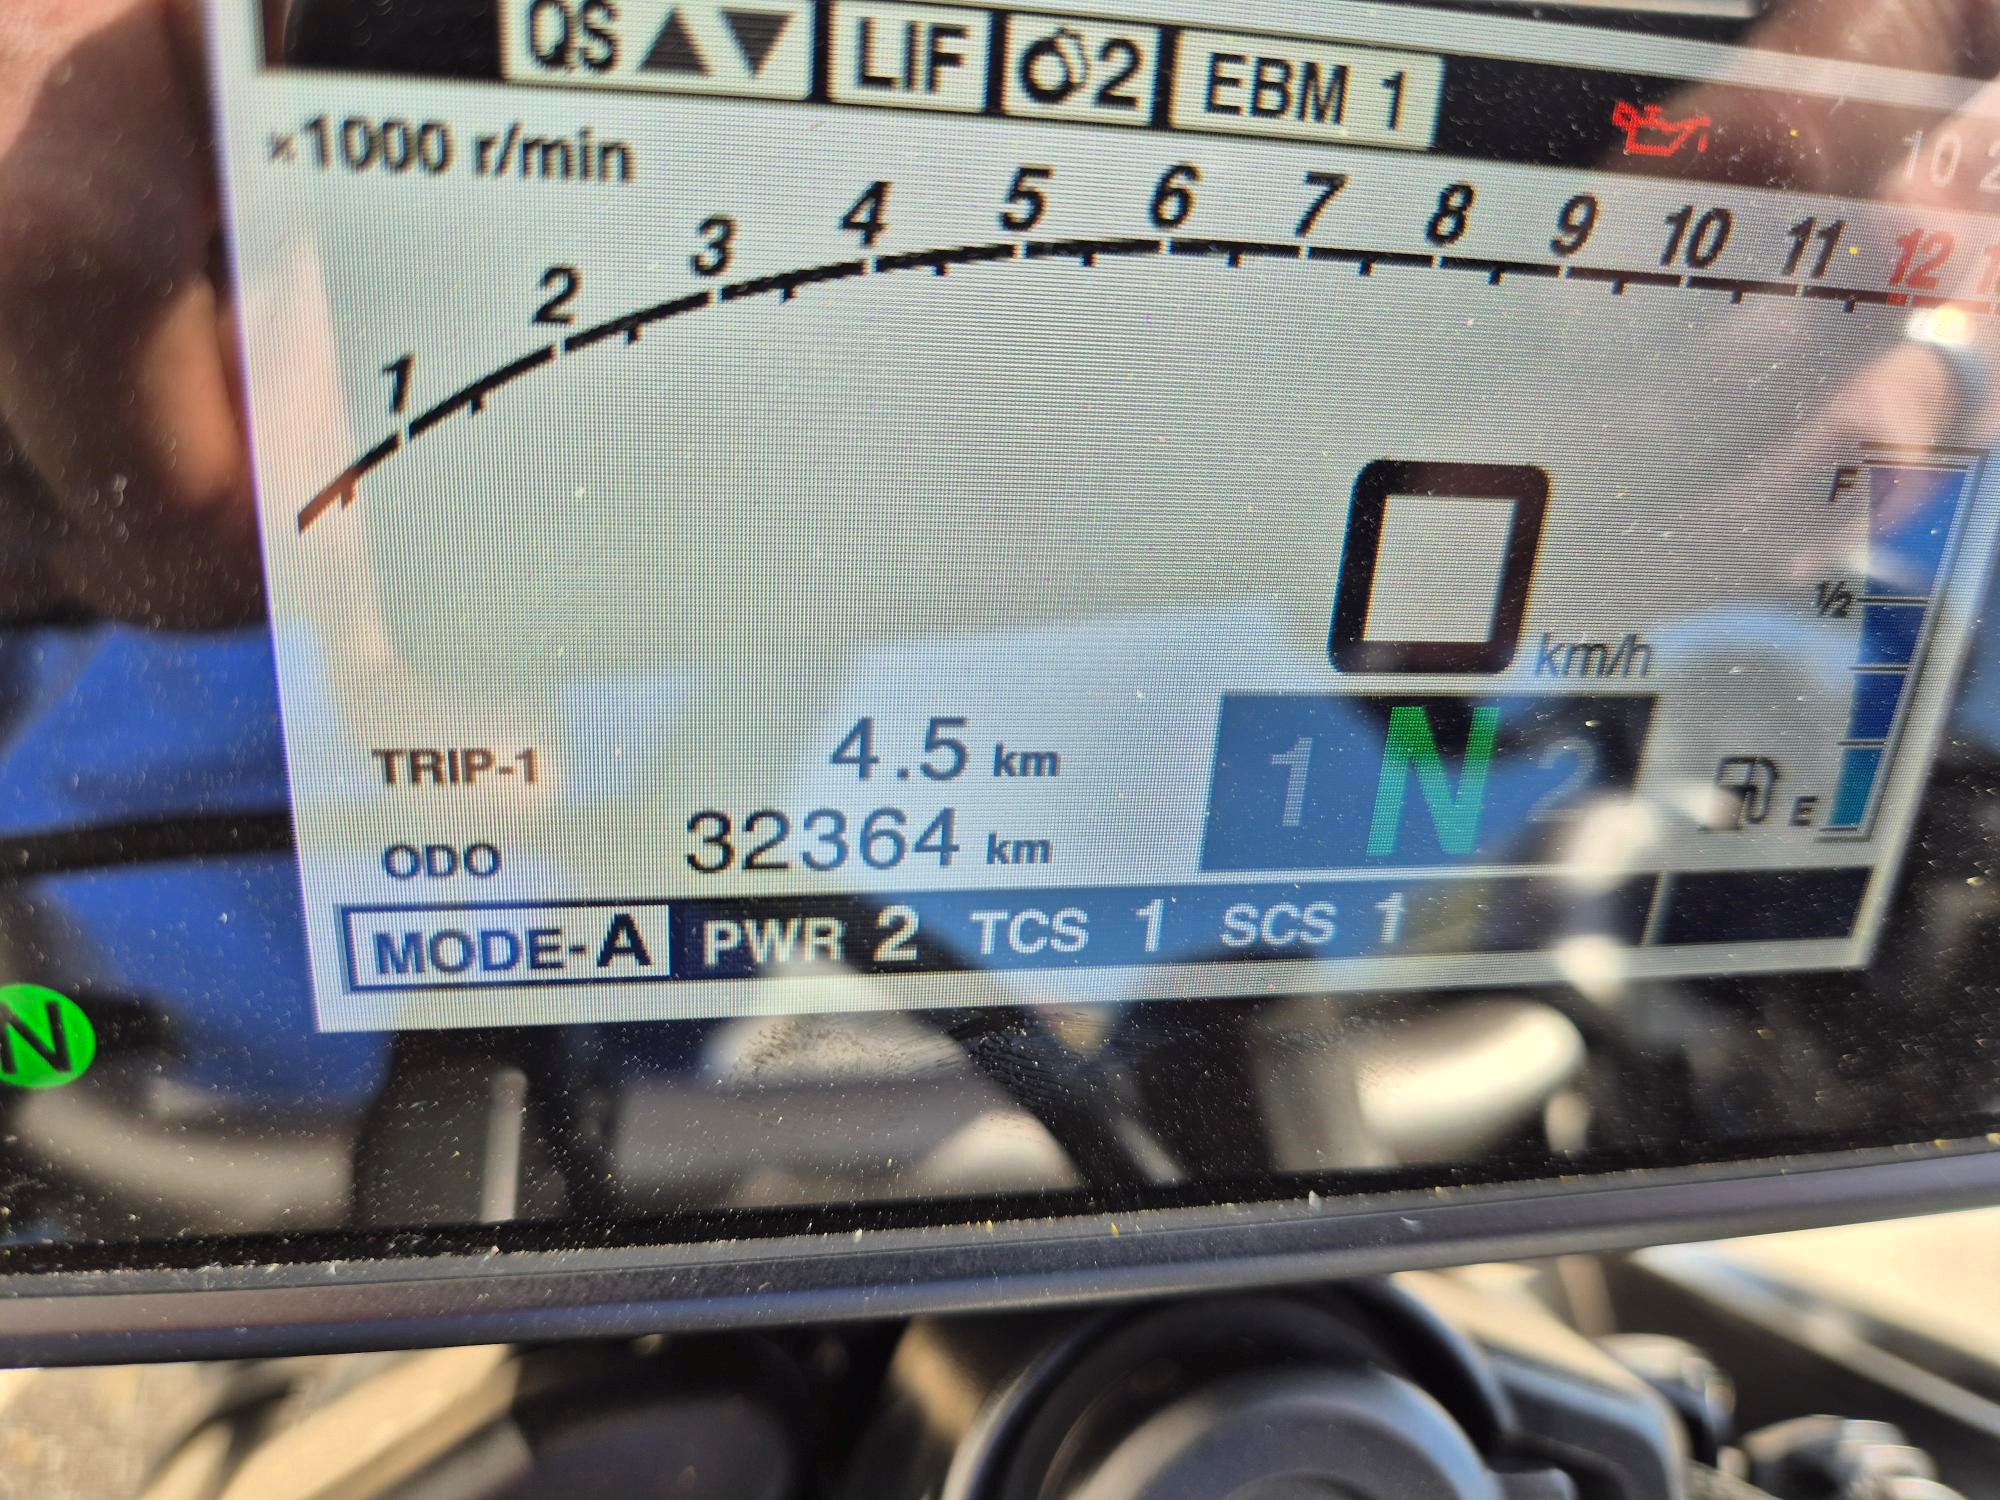 QS LIF 2 EBM 1
×1000 r/min
1 2 3 4 5 6 7 8 9 10 11 12
F
1/2
0 km/h
TRIP-1 4.5 km
1 N 2
E
ODO 32364 km
MODE-A PWR 2 TCS 1 SCS 1
N